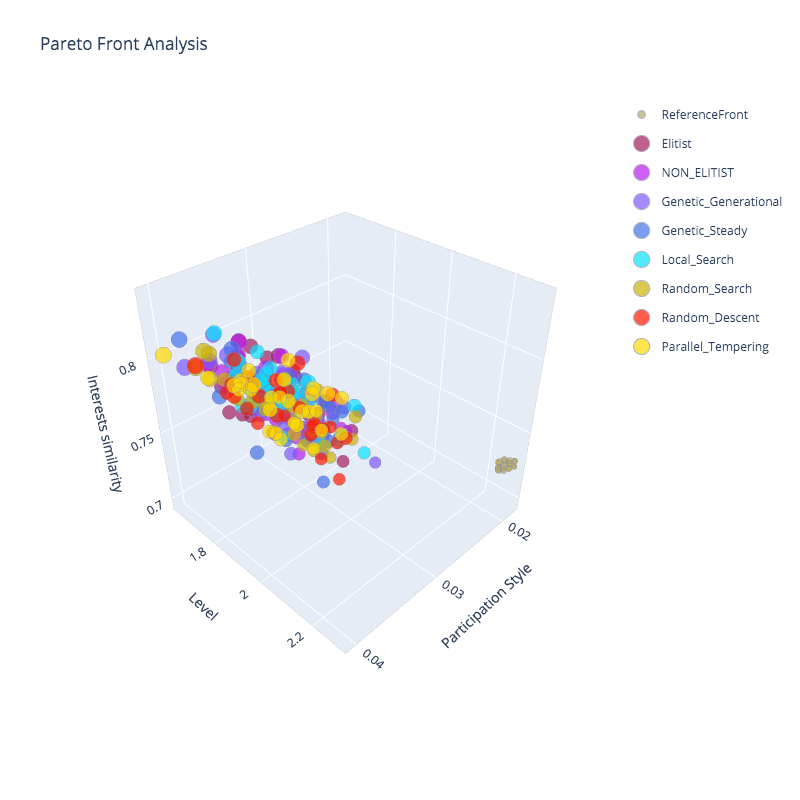 Pareto Front Analysis
ReferenceFront
Elitist
NON_ELITIST
Genetic_Generational
Genetic_Steady
Local_Search
Random_Search
Random_Descent
Parallel_Tempering
0.8
0.75
0.7
Interests similarity
1.8
2
2.2
Level
0.02
0.03
0.04
Participation Style